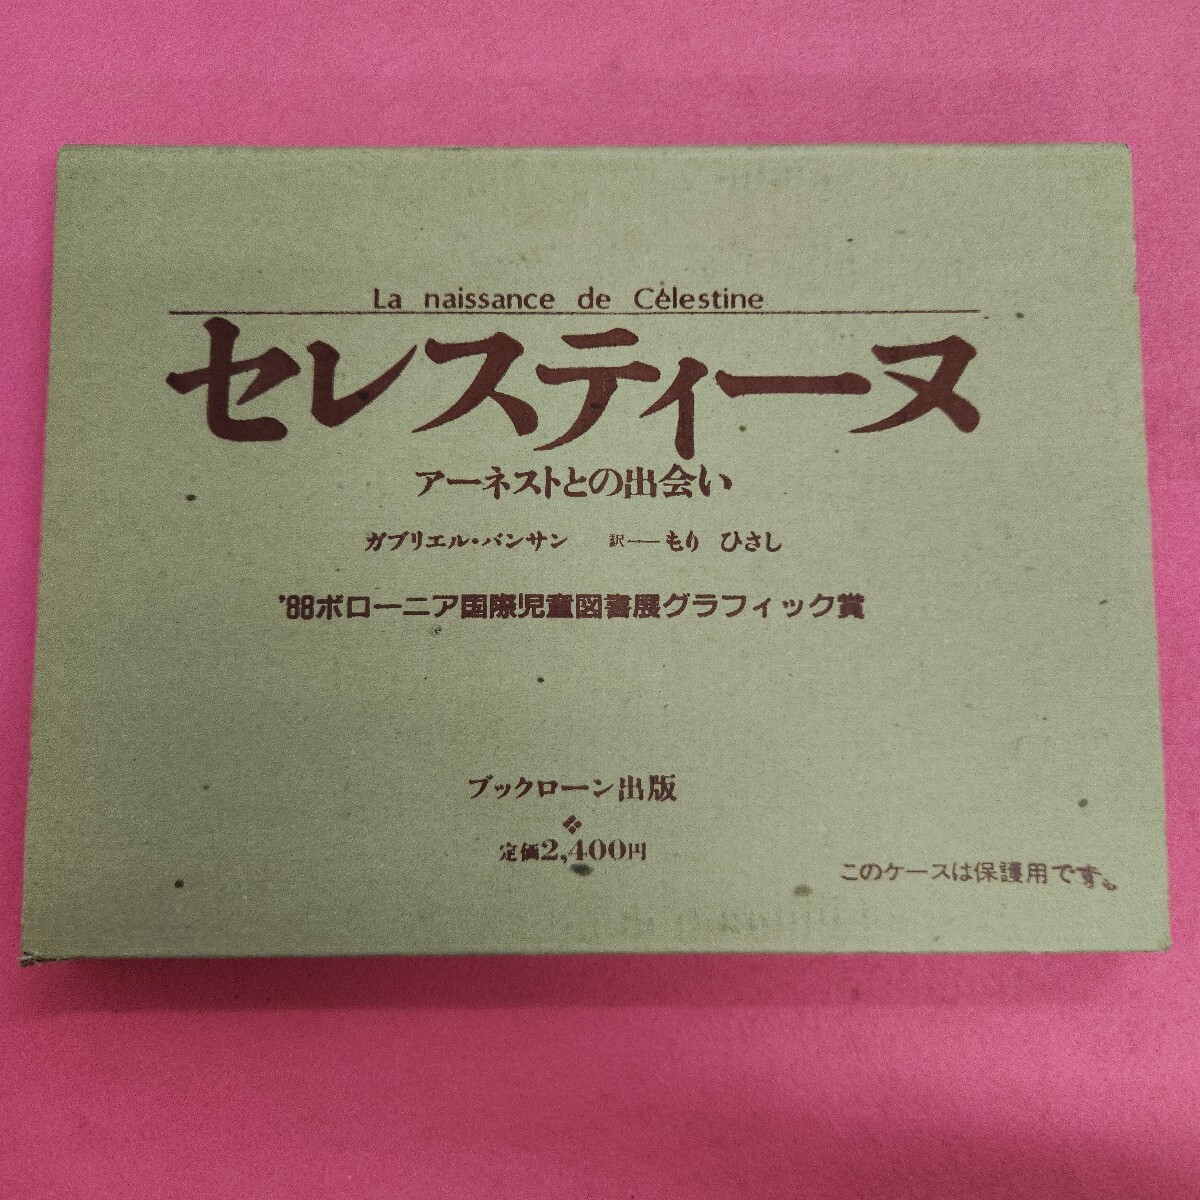 La naissance de Célestine
セレスティーヌ
アーネストとの出会い
ガブリエル・バンサン 訳——もり ひさし
'88ボローニア国際児童図書展グラフィック賞
ブックローン出版
定価2,400円
このケースは保護用です。